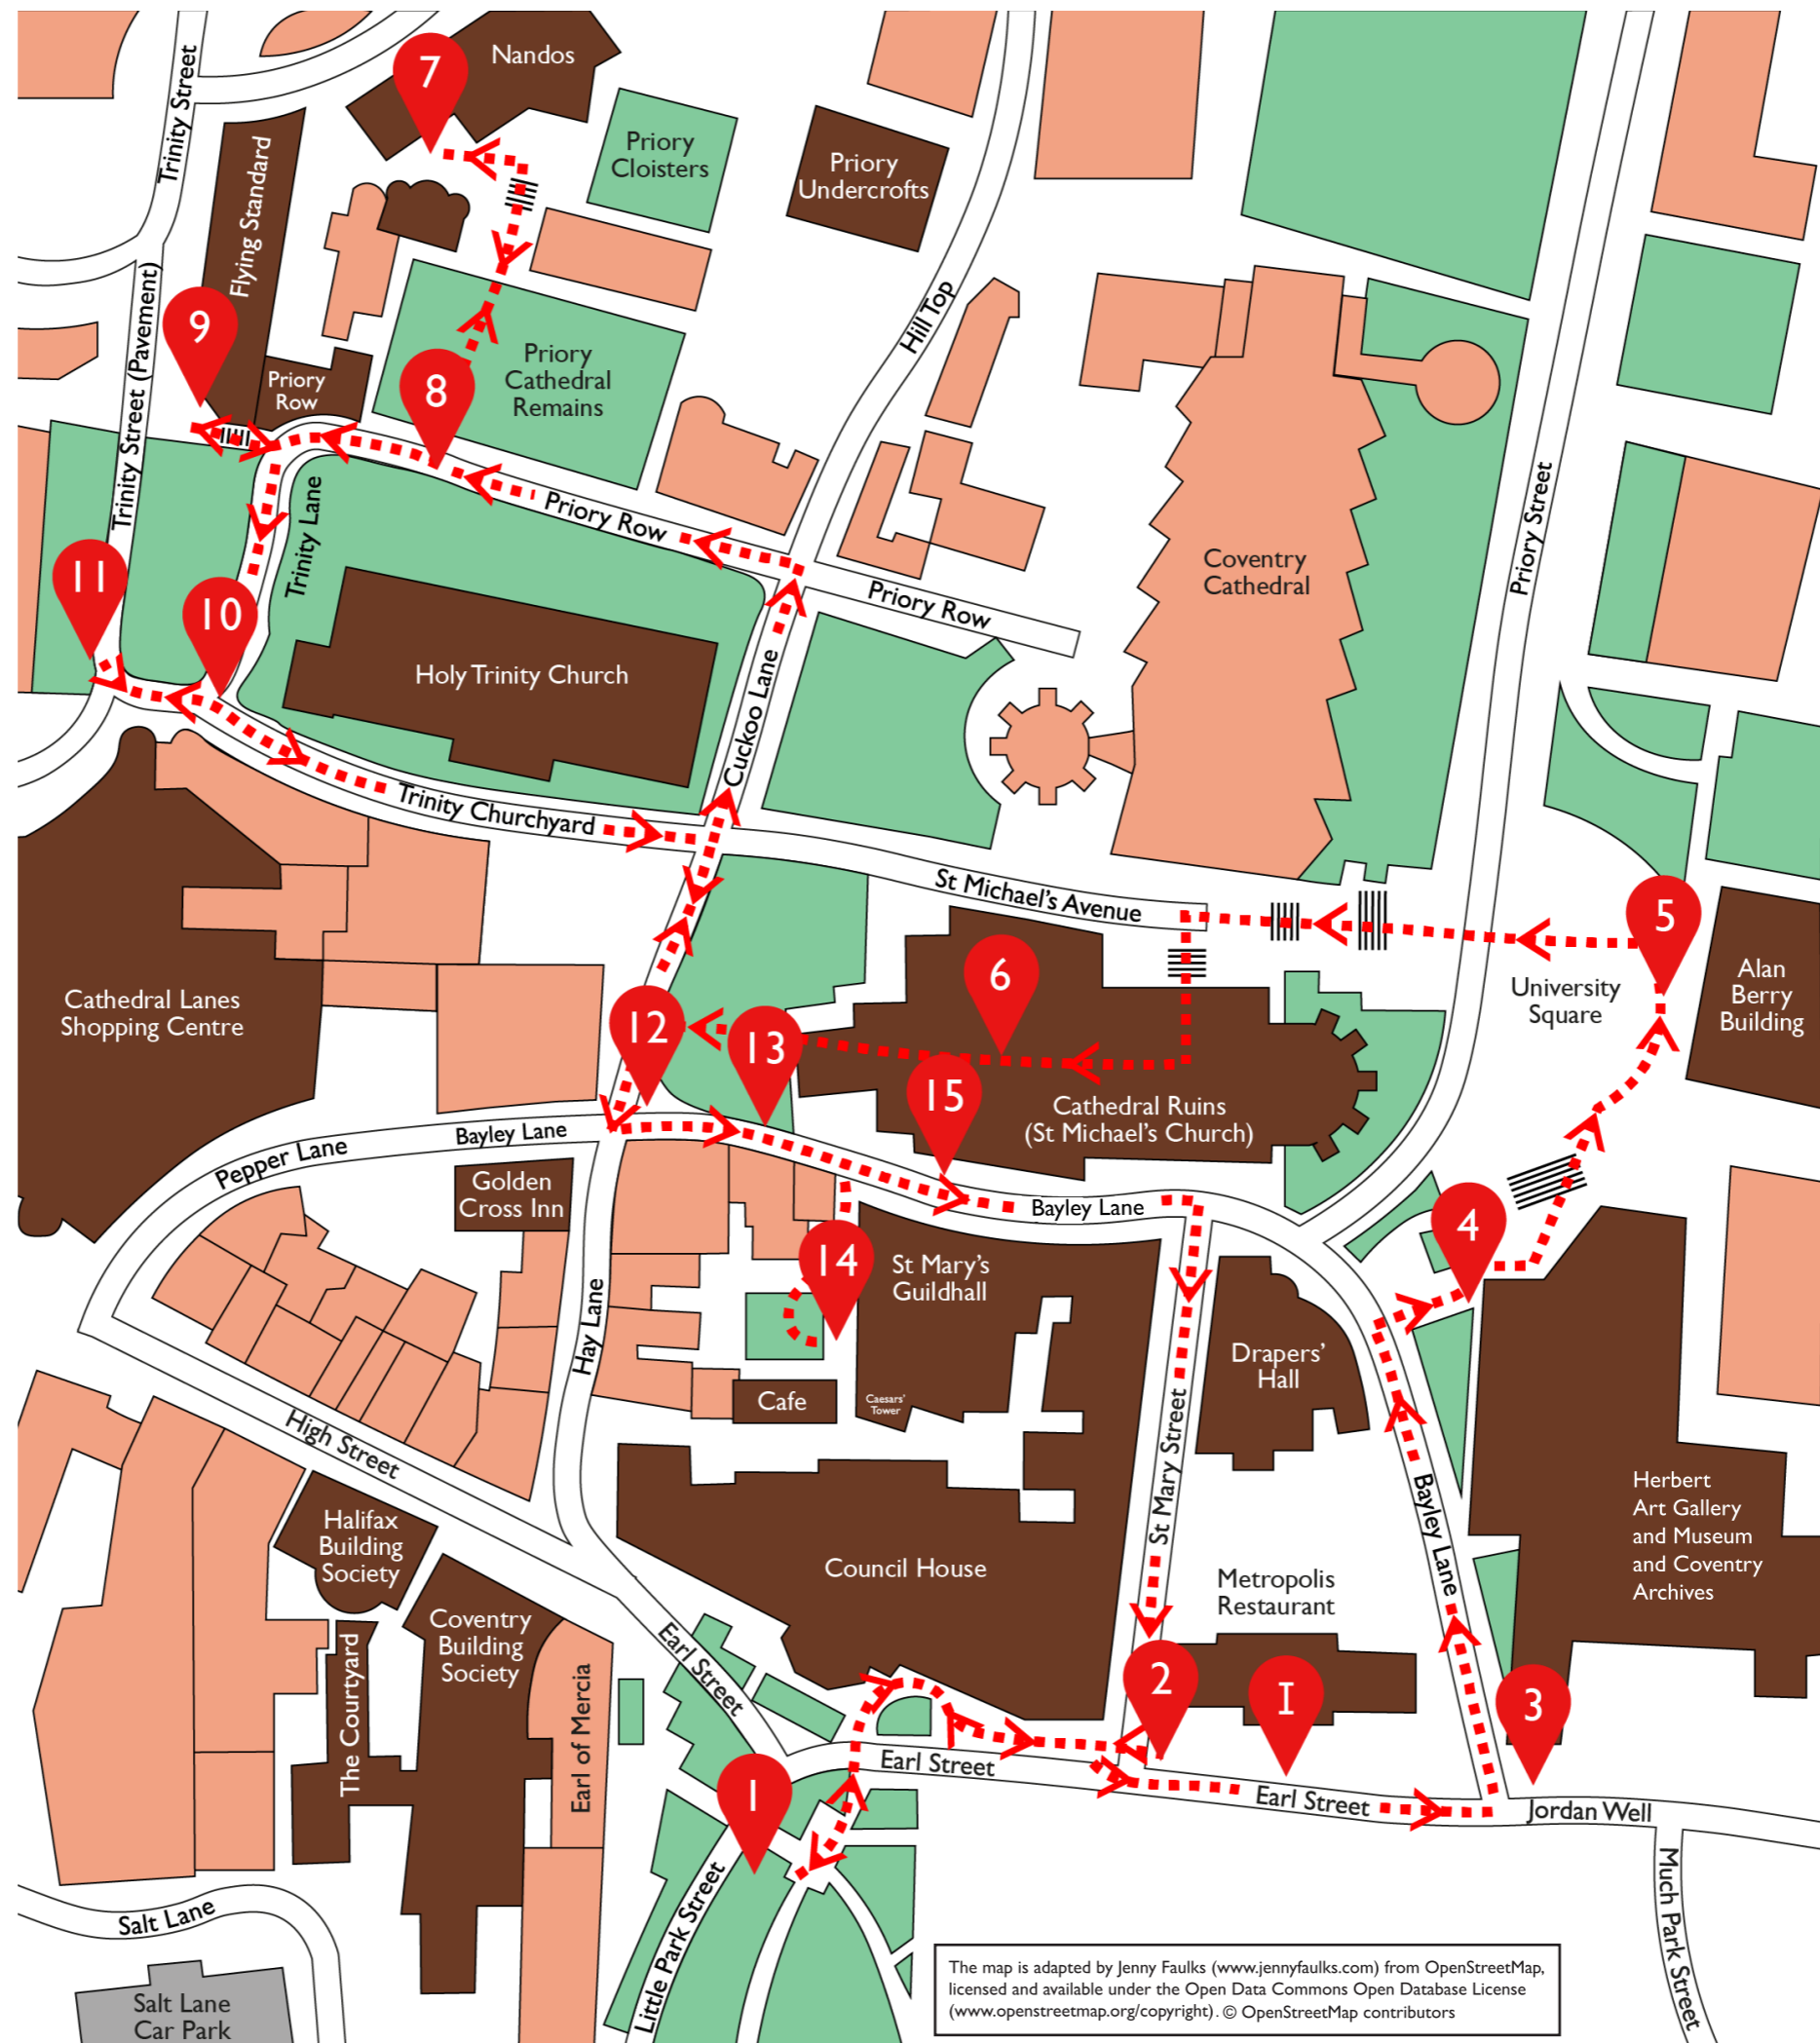 Nandos
7
Trinity Street
Priory
Cloisters
Priory
Undercrofts
Flying Standard
9
Trinity Street (Pavement)
Priory
Row
8
Priory
Cathedral
Remains
Hill Top
Priory Street
Trinity Lane
Priory Row
Coventry
Cathedral
Priory Row
11
10
Holy Trinity Church
Cuckoo Lane
Trinity Churchyard
St Michael's Avenue
5
University
Square
Alan
Berry
Building
6
Cathedral Lanes
Shopping Centre
12
13
15
Cathedral Ruins
(St Michael's Church)
Pepper Lane
Bayley Lane
Golden
Cross Inn
Bayley Lane
4
14
St Mary's
Guildhall
Hay Lane
Drapers'
Hall
Cafe
Caesars'
Tower
St Mary Street
High Street
Bayley Lane
Herbert
Art Gallery
and Museum
and Coventry
Archives
Halifax
Building
Society
Council House
Metropolis
Restaurant
Coventry
Building
Society
The Courtyard
Earl of Mercia
Earl Street
2
I
3
1
Earl Street
Earl Street
Jordan Well
Much Park Street
Little Park Street
Salt Lane
Salt Lane
Car Park
The map is adapted by Jenny Faulks (www.jennyfaulks.com) from OpenStreetMap,
licensed and available under the Open Data Commons Open Database License
(www.openstreetmap.org/copyright). © OpenStreetMap contributors